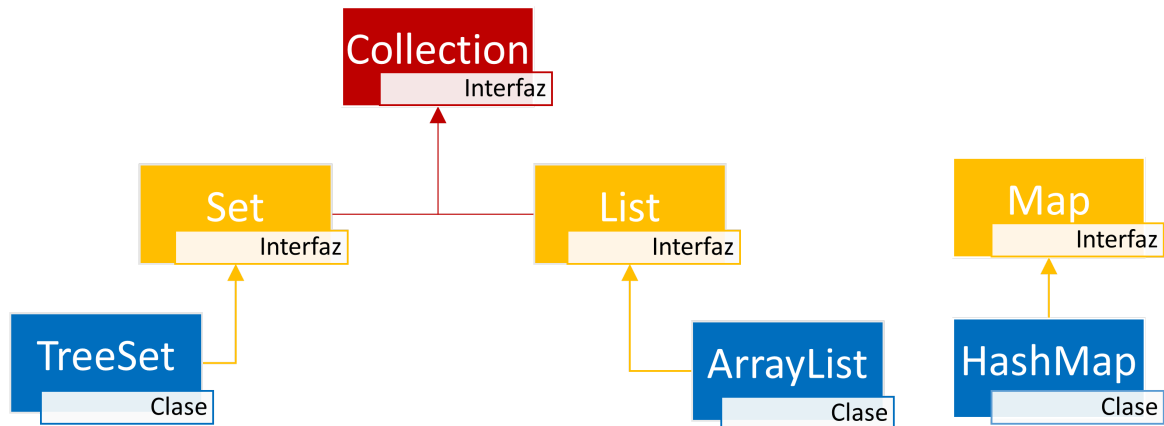 Collection
Interfaz
Set
Interfaz
List
Interfaz
Map
Interfaz
TreeSet
Clase
ArrayList
Clase
HashMap
Clase